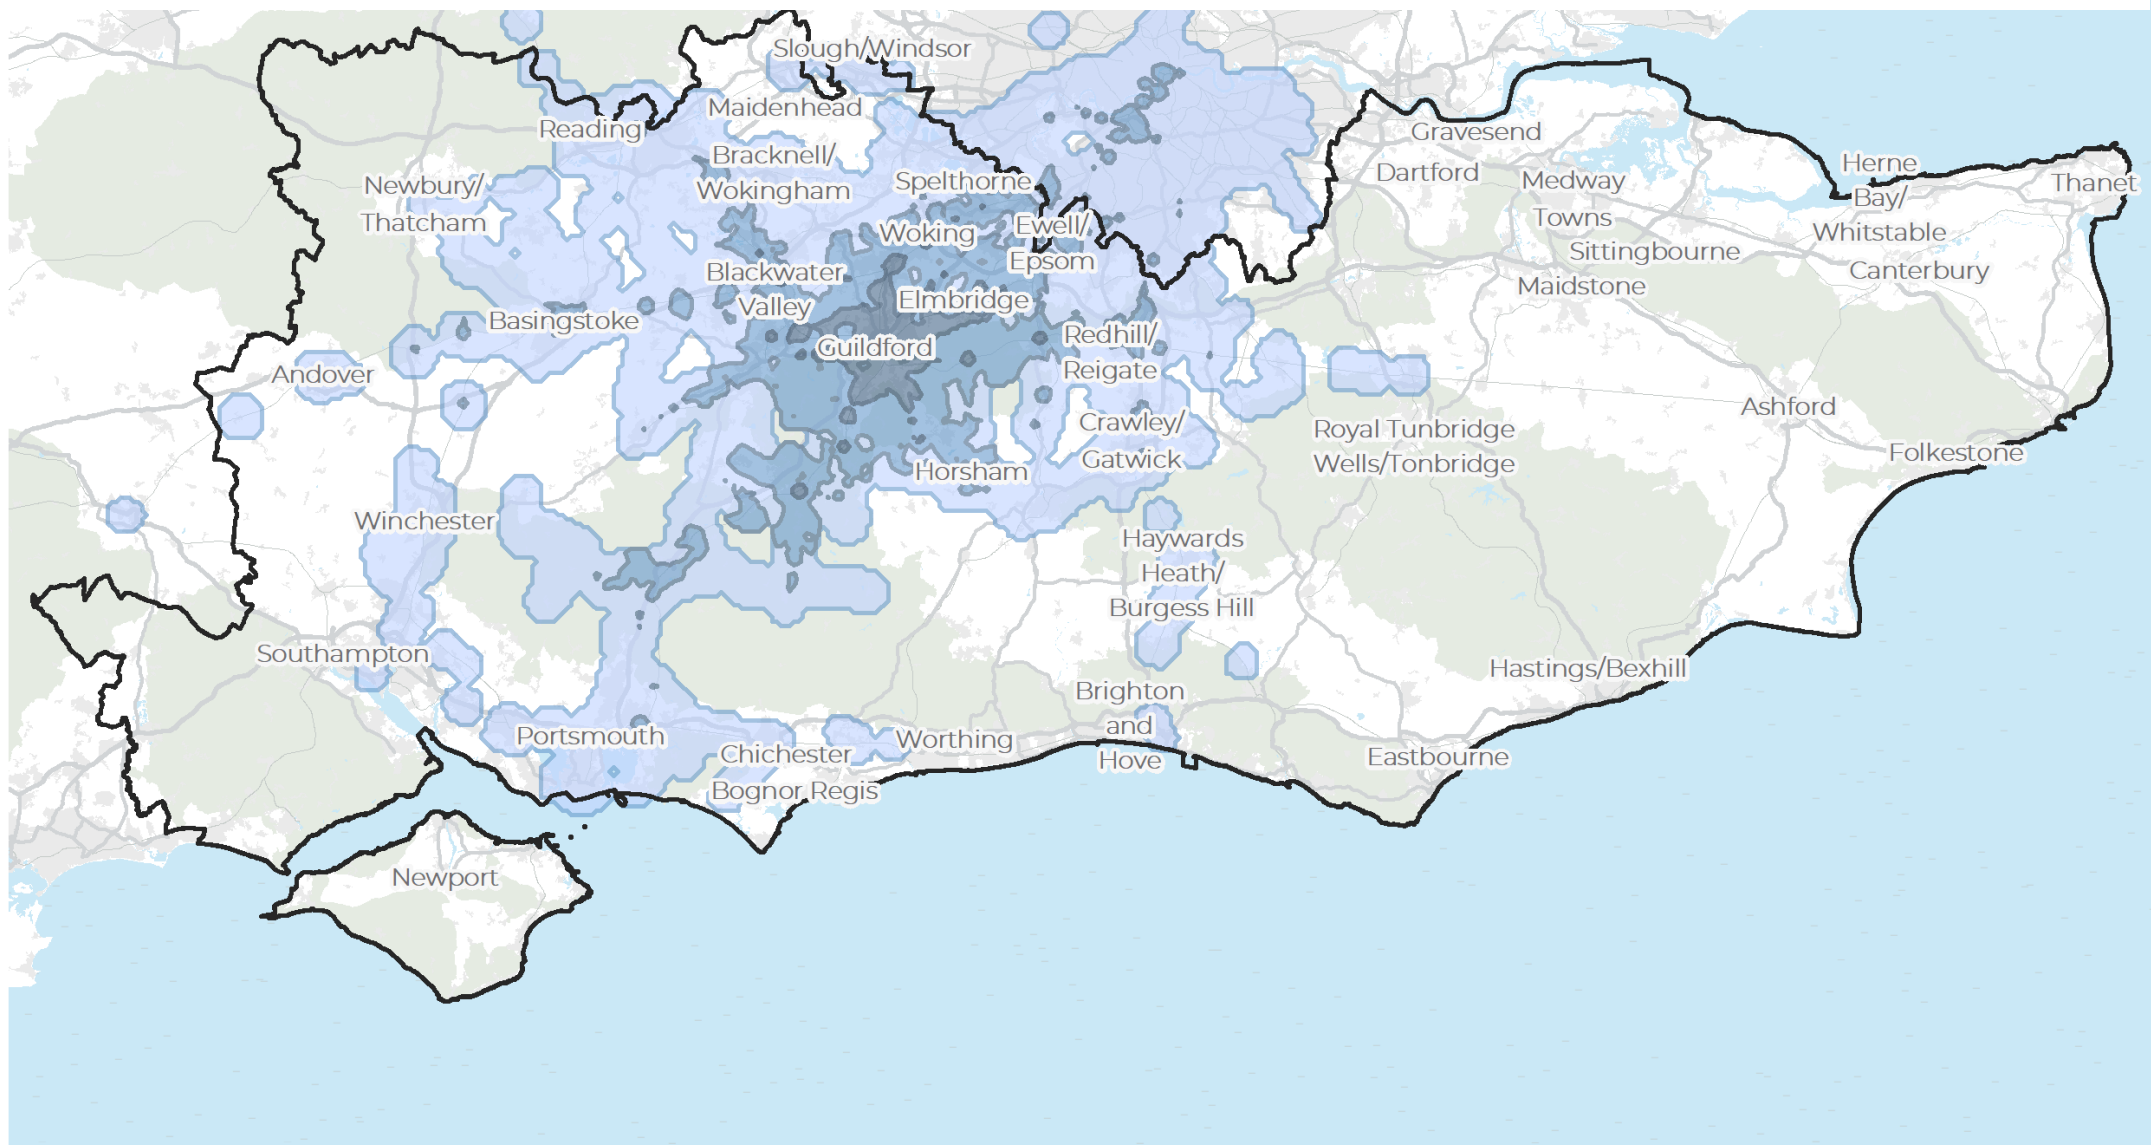 Slough/Windsor
Maidenhead
Reading
Gravesend
Bracknell/
Wokingham
Dartford
Herne
Bay/
Whitstable
Thanet
Newbury/
Thatcham
Spelthorne
Medway
Towns
Woking
Ewell/
Epsom
Sittingbourne
Canterbury
Blackwater
Valley
Elmbridge
Maidstone
Basingstoke
Guildford
Redhill/
Reigate
Andover
Ashford
Crawley/
Gatwick
Royal Tunbridge
Wells/Tonbridge
Folkestone
Horsham
Winchester
Haywards
Heath/
Burgess Hill
Southampton
Hastings/Bexhill
Brighton
and
Hove
Portsmouth
Chichester
Worthing
Eastbourne
Bognor Regis
Newport